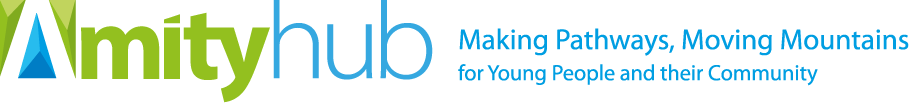 Amityhub
Making Pathways, Moving Mountains
for Young People and their Community